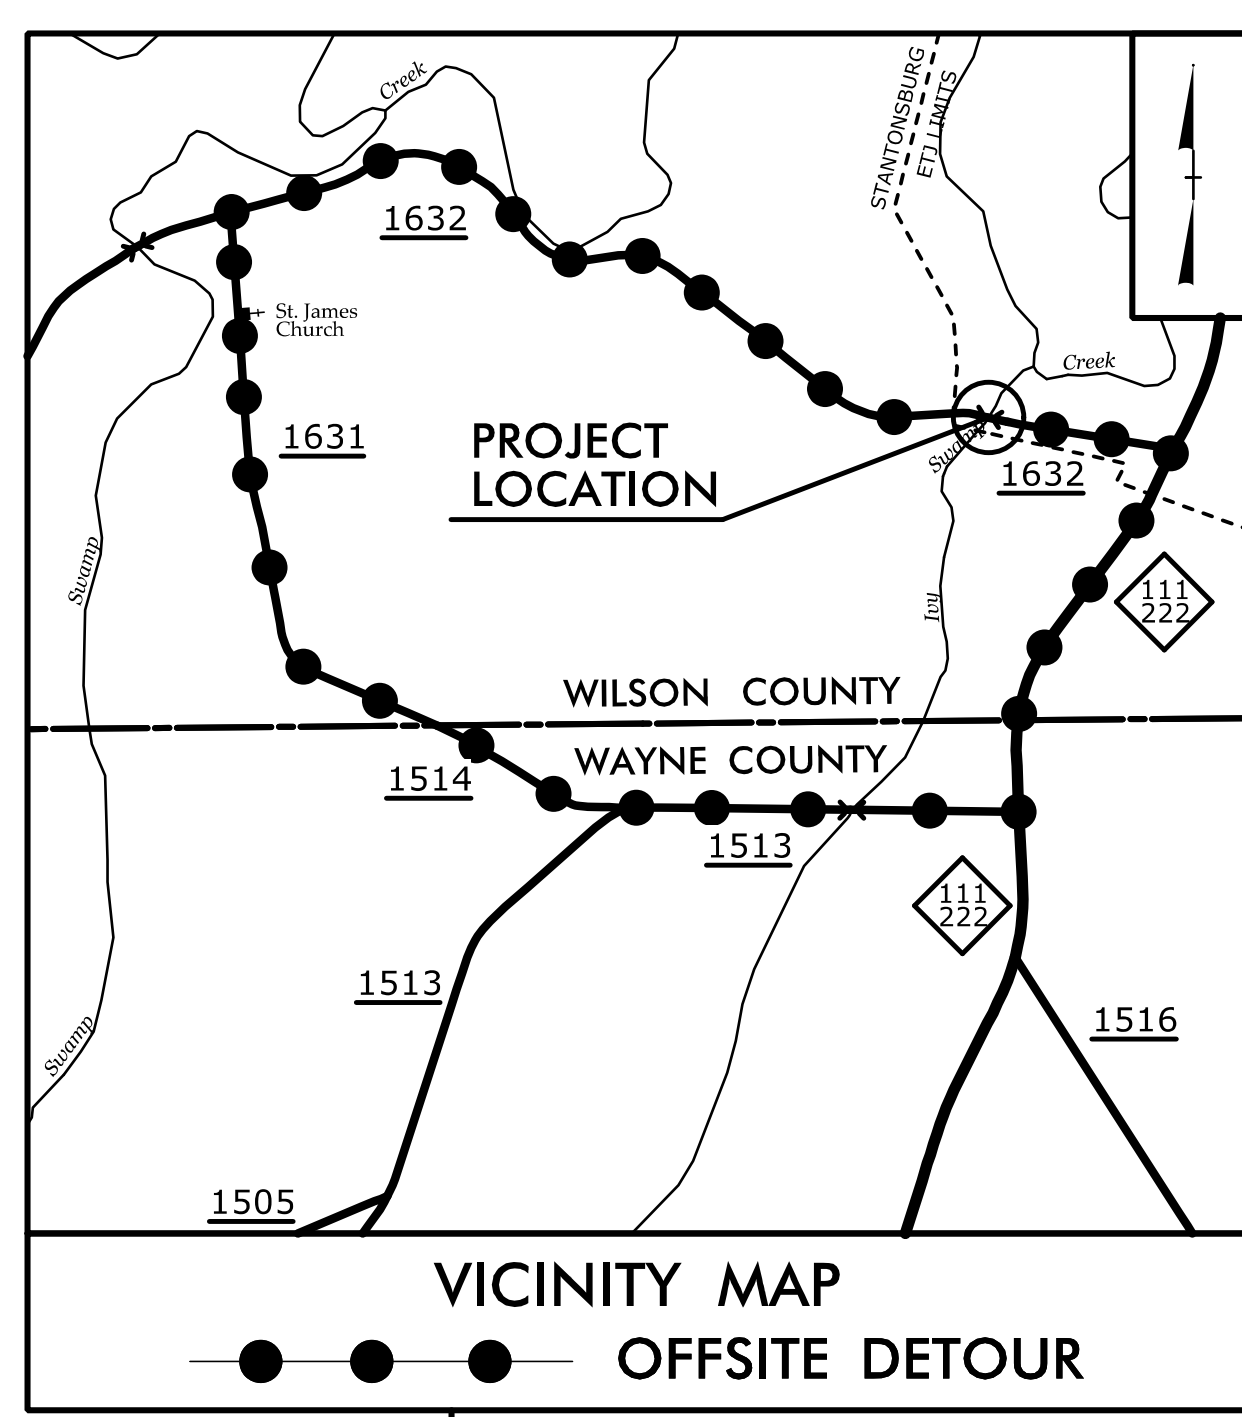 Creek
STANTONSBURG
ETJ LIMITS
1632
St. James
Church
Creek
1631
PROJECT
LOCATION
Swamp
1632
Swamp
111
222
Ivy
WILSON COUNTY
WAYNE COUNTY
1514
1513
111
222
1513
1516
Swamp
1505
VICINITY MAP
OFFSITE DETOUR